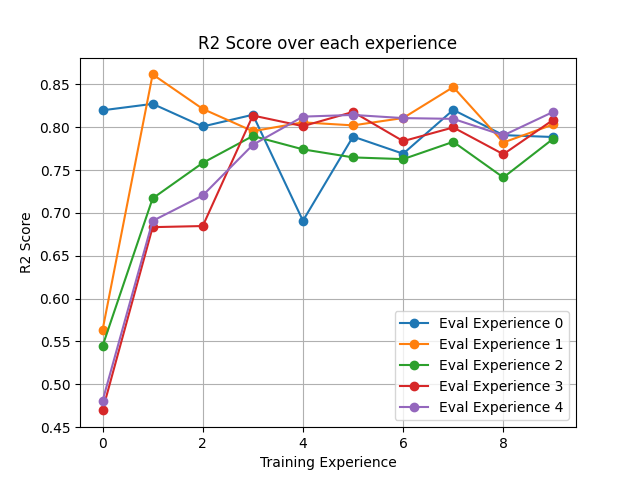 R2 Score over each experience
R2 Score
0.85
0.80
0.75
0.70
0.65
0.60
0.55
0.50
0.45
0 2 4 6 8
Training Experience
Eval Experience 0
Eval Experience 1
Eval Experience 2
Eval Experience 3
Eval Experience 4